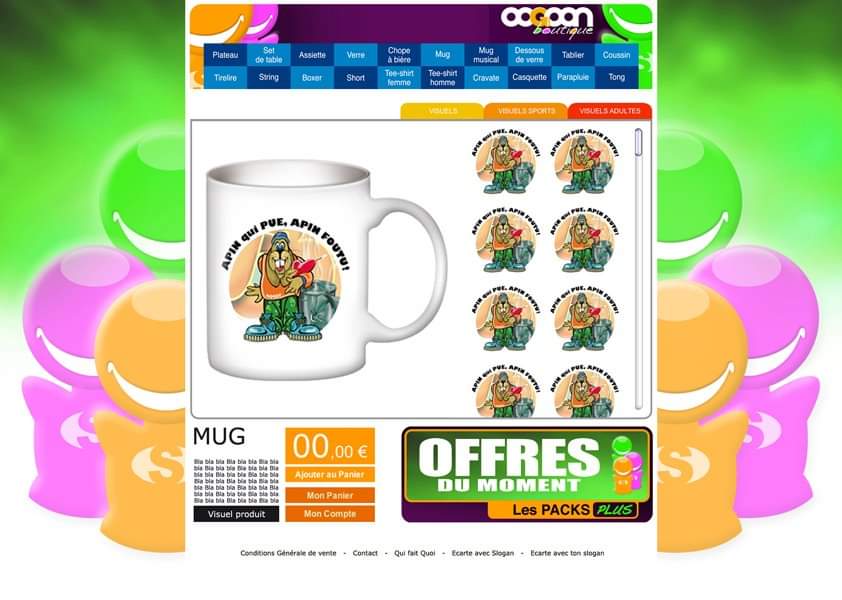 OOGOON
boutique
Plateau
Set
de table
Assiette
Verre
Chope
à bière
Mug
Mug
musical
Dessous
de verre
Tablier
Coussin
Tirelire
String
Boxer
Short
Tee-shirt
femme
Tee-shirt
homme
Cravate
Casquette
Parapluie
Tong
VISUELS
VISUELS SPORTS
VISUELS ADULTES
APIN qui PUE, APIN FOUTU!
APIN qui PUE, APIN FOUTU!
APIN qui PUE, APIN FOUTU!
APIN qui PUE, APIN FOUTU!
APIN qui PUE, APIN FOUTU!
APIN qui PUE, APIN FOUTU!
APIN qui PUE, APIN FOUTU!
APIN qui PUE, APIN FOUTU!
APIN qui PUE, APIN FOUTU!
MUG
Bla bla bla Bla bla bla Bla bla
bla Bla bla bla Bla bla bla Bla
bla bla Bla bla bla Bla bla bla
Bla bla bla Bla bla bla Bla bla
bla Bla bla bla Bla bla bla Bla
bla bla Bla bla bla Bla bla bla
Bla bla bla Bla bla bla Bla bla
Visuel produit
00,00 €
Ajouter au Panier
Mon Panier
Mon Compte
OFFRES
DU MOMENT
Les PACKS PLUS
Conditions Générale de vente - Contact - Qui fait Quoi - Ecarte avec Slogan - Ecarte avec ton slogan